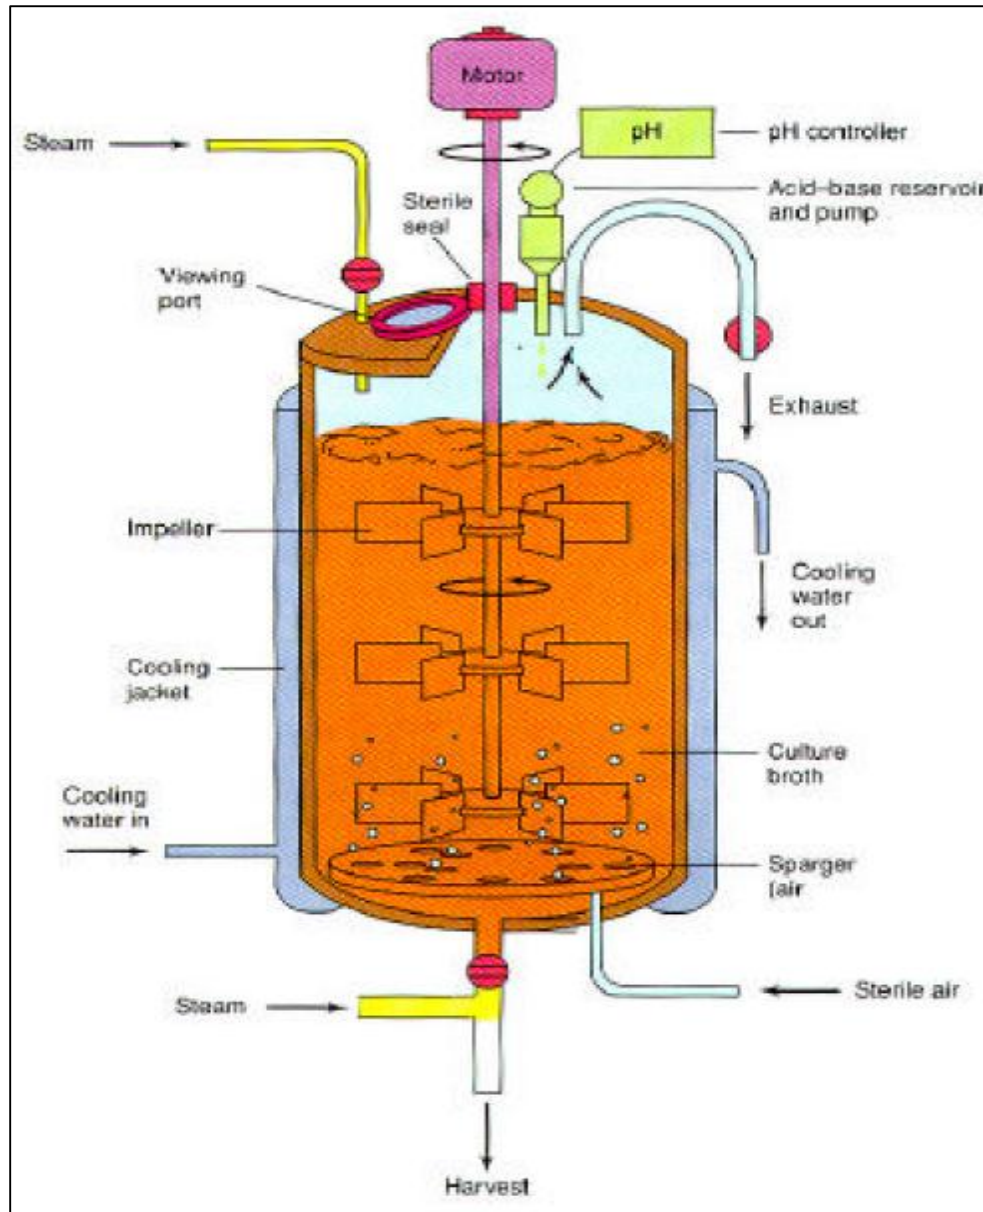 Motor
pH
pH controller
Steam
Acid-base reservoir
and pump
Sterile
seal
Viewing
port
Exhaust
Impeller
Cooling
water
out
Cooling
jacket
Culture
broth
Cooling
water in
Sparger
(air
Steam
Sterile air
Harvest